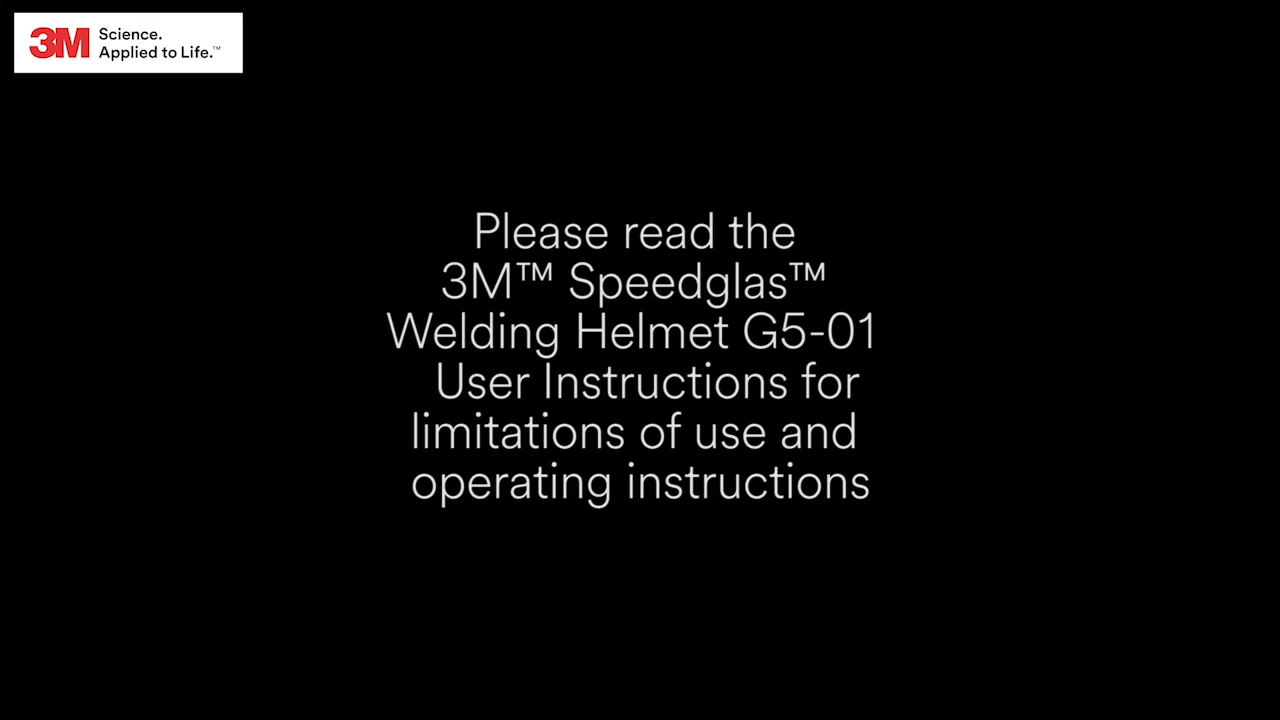 3M Science.
Applied to Life.™
Please read the
3M™ Speedglas™
Welding Helmet G5-01
User Instructions for
limitations of use and
operating instructions